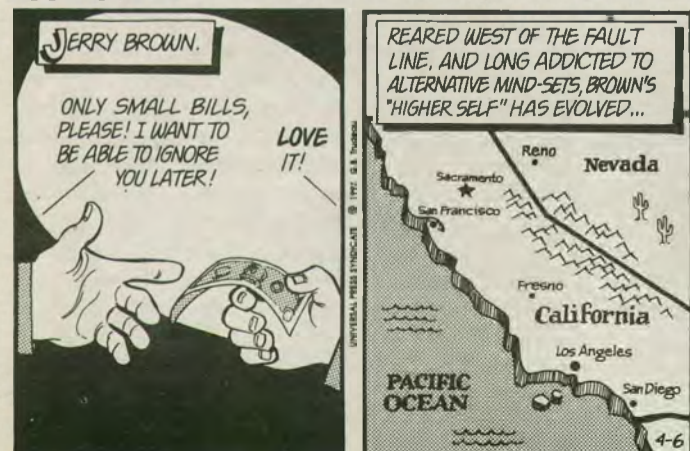 JERRY BROWN.
ONLY SMALL BILLS,
PLEASE! I WANT TO
BE ABLE TO IGNORE
YOU LATER!
LOVE
IT!
UNIVERSAL PRESS SYNDICATE © 1992 G.B. Trudeau
REARED WEST OF THE FAULT
LINE, AND LONG ADDICTED TO
ALTERNATIVE MIND-SETS, BROWN'S
"HIGHER SELF" HAS EVOLVED...
Reno
Nevada
Sacramento
San Francisco
Fresno
California
Los Angeles
PACIFIC
OCEAN
San Diego
4-6